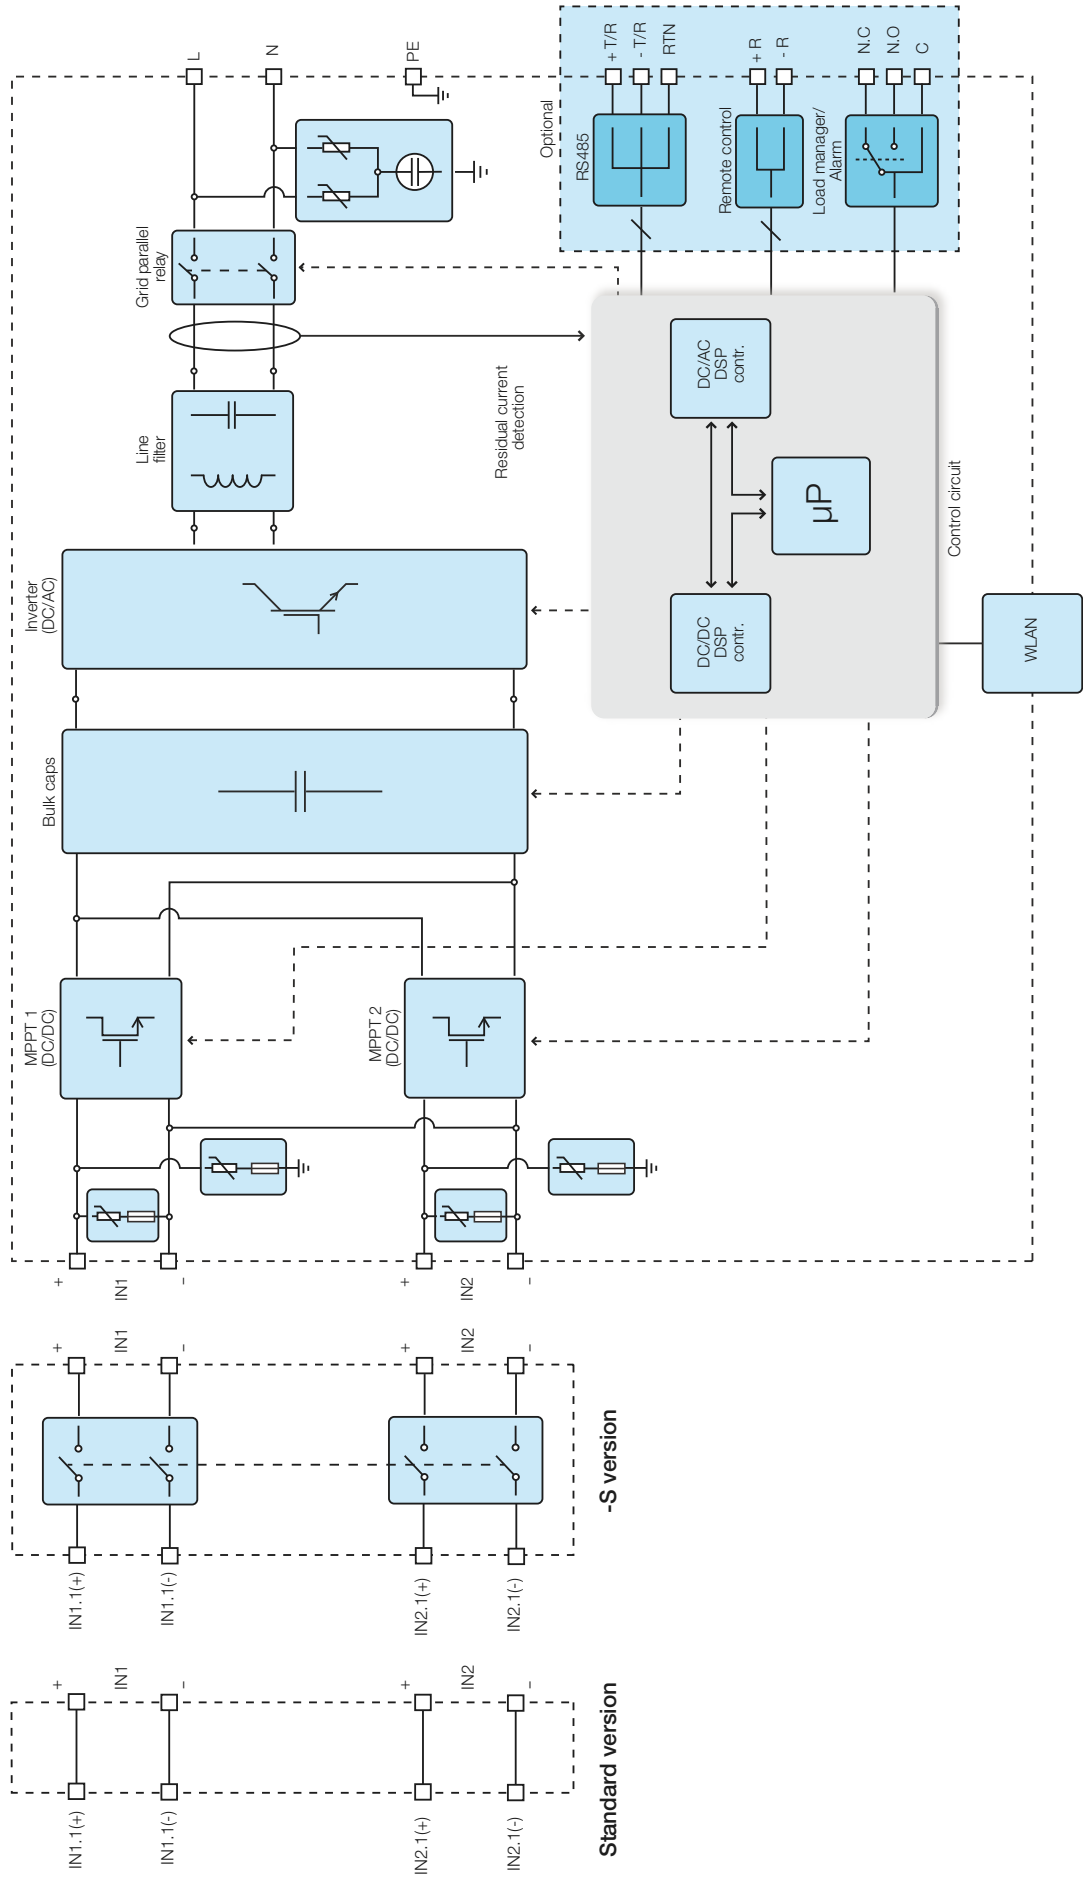 Standard version
IN1.1(+)
IN1.1(-)
IN2.1(+)
IN2.1(-)
+
IN1
–
+
IN2
–
-S version
IN1.1(+)
IN1.1(-)
IN2.1(+)
IN2.1(-)
+
IN1
–
+
IN2
–
+
IN1
–
+
IN2
–
MPPT 1
(DC/DC)
MPPT 2
(DC/DC)
Bulk caps
Inverter
(DC/AC)
Line
filter
Grid parallel
relay
L
N
PE
Residual current
detection
DC/DC
DSP
contr.
DC/AC
DSP
contr.
µP
Control circuit
WLAN
Optional
RS485
+ T/R
- T/R
RTN
Remote control
+ R
- R
Load manager/
Alarm
N.C
N.O
C